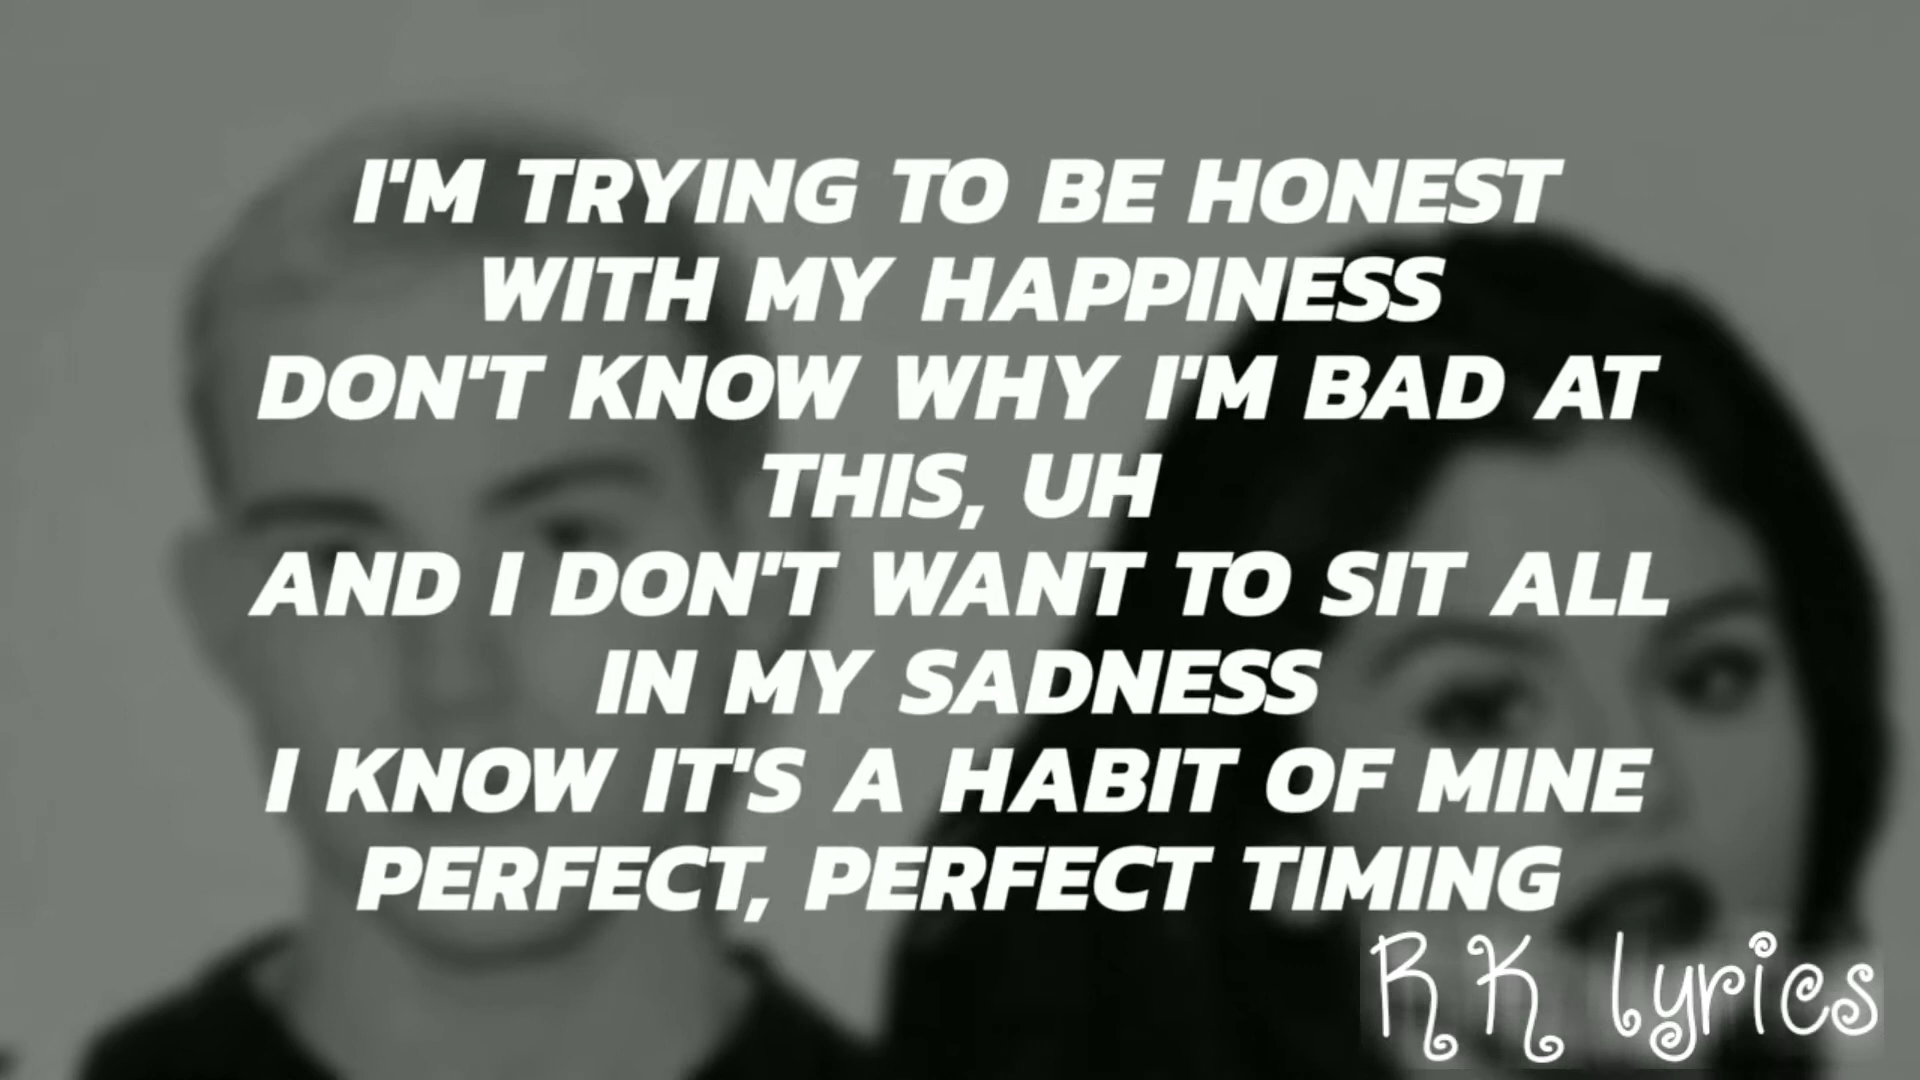 I'M TRYING TO BE HONEST
WITH MY HAPPINESS
DON'T KNOW WHY I'M BAD AT
THIS, UH
AND I DON'T WANT TO SIT ALL
IN MY SADNESS
I KNOW IT'S A HABIT OF MINE
PERFECT, PERFECT TIMING
RK lyrics